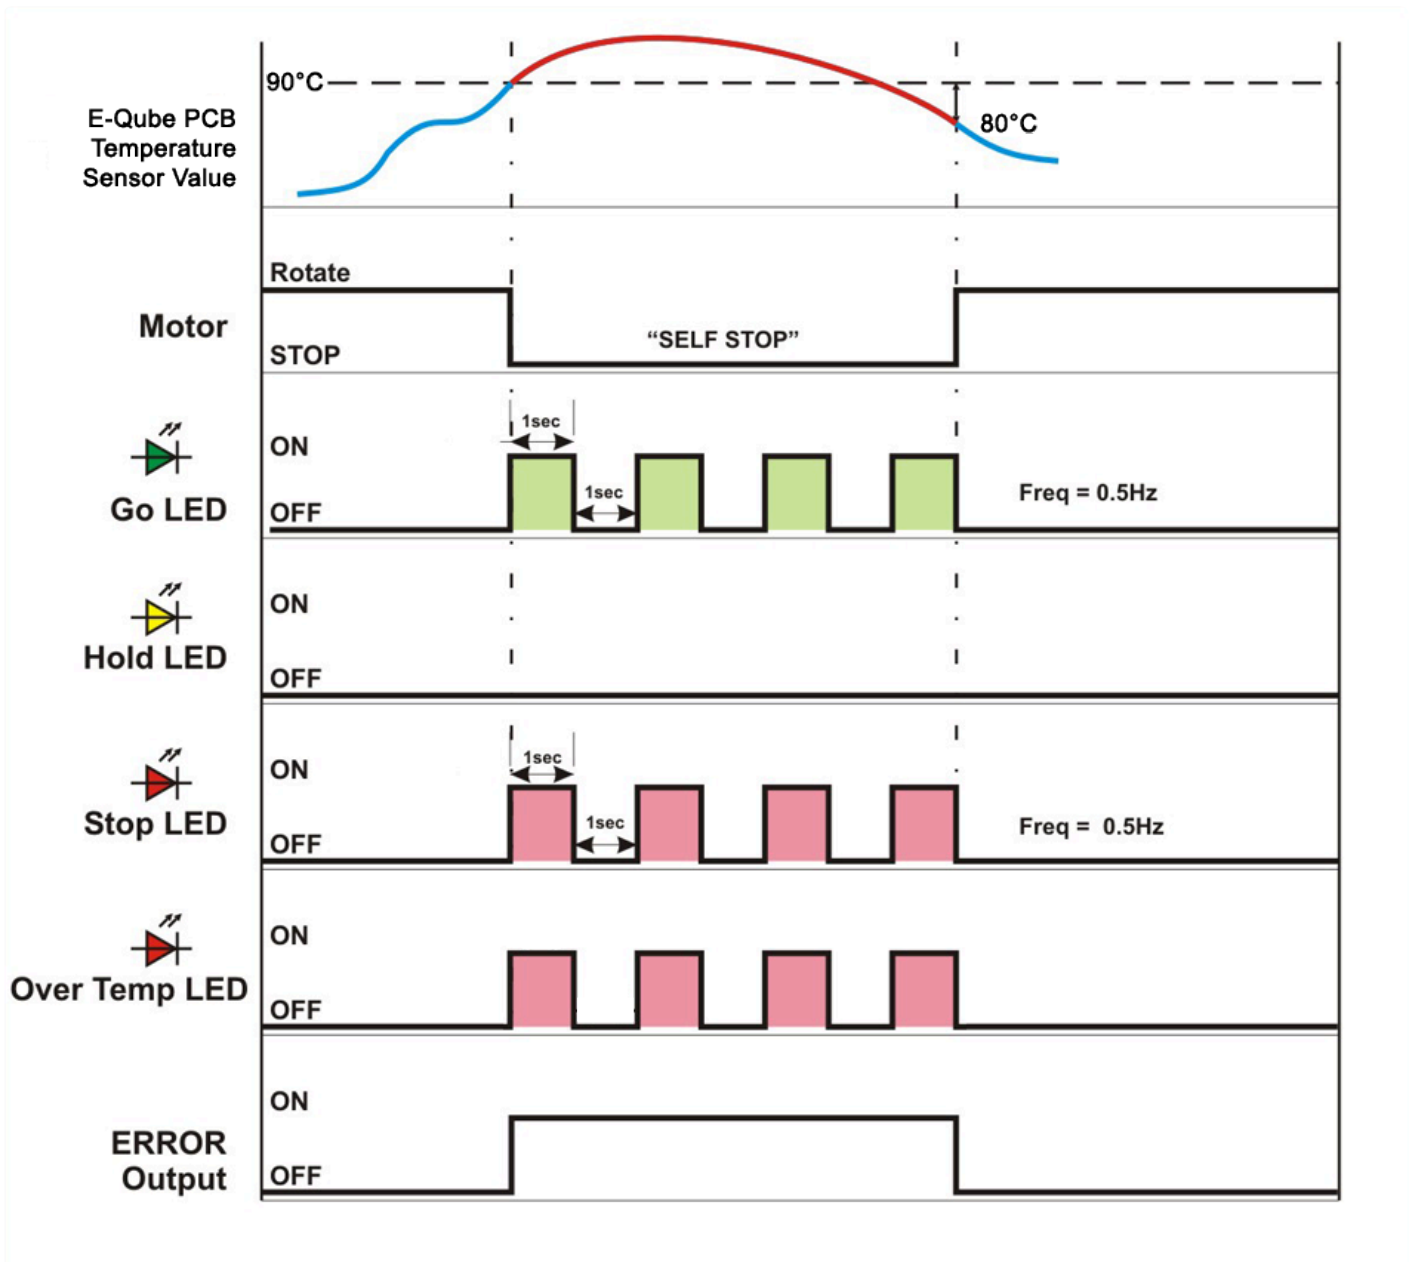 90°C
E-Qube PCB
Temperature
Sensor Value
80°C
Rotate
Motor
"SELF STOP"
STOP
1sec
ON
1sec
Freq = 0.5Hz
Go LED
OFF
ON
Hold LED
OFF
1sec
ON
1sec
Freq =  0.5Hz
Stop LED
OFF
ON
Over Temp LED
OFF
ON
ERROR
Output
OFF